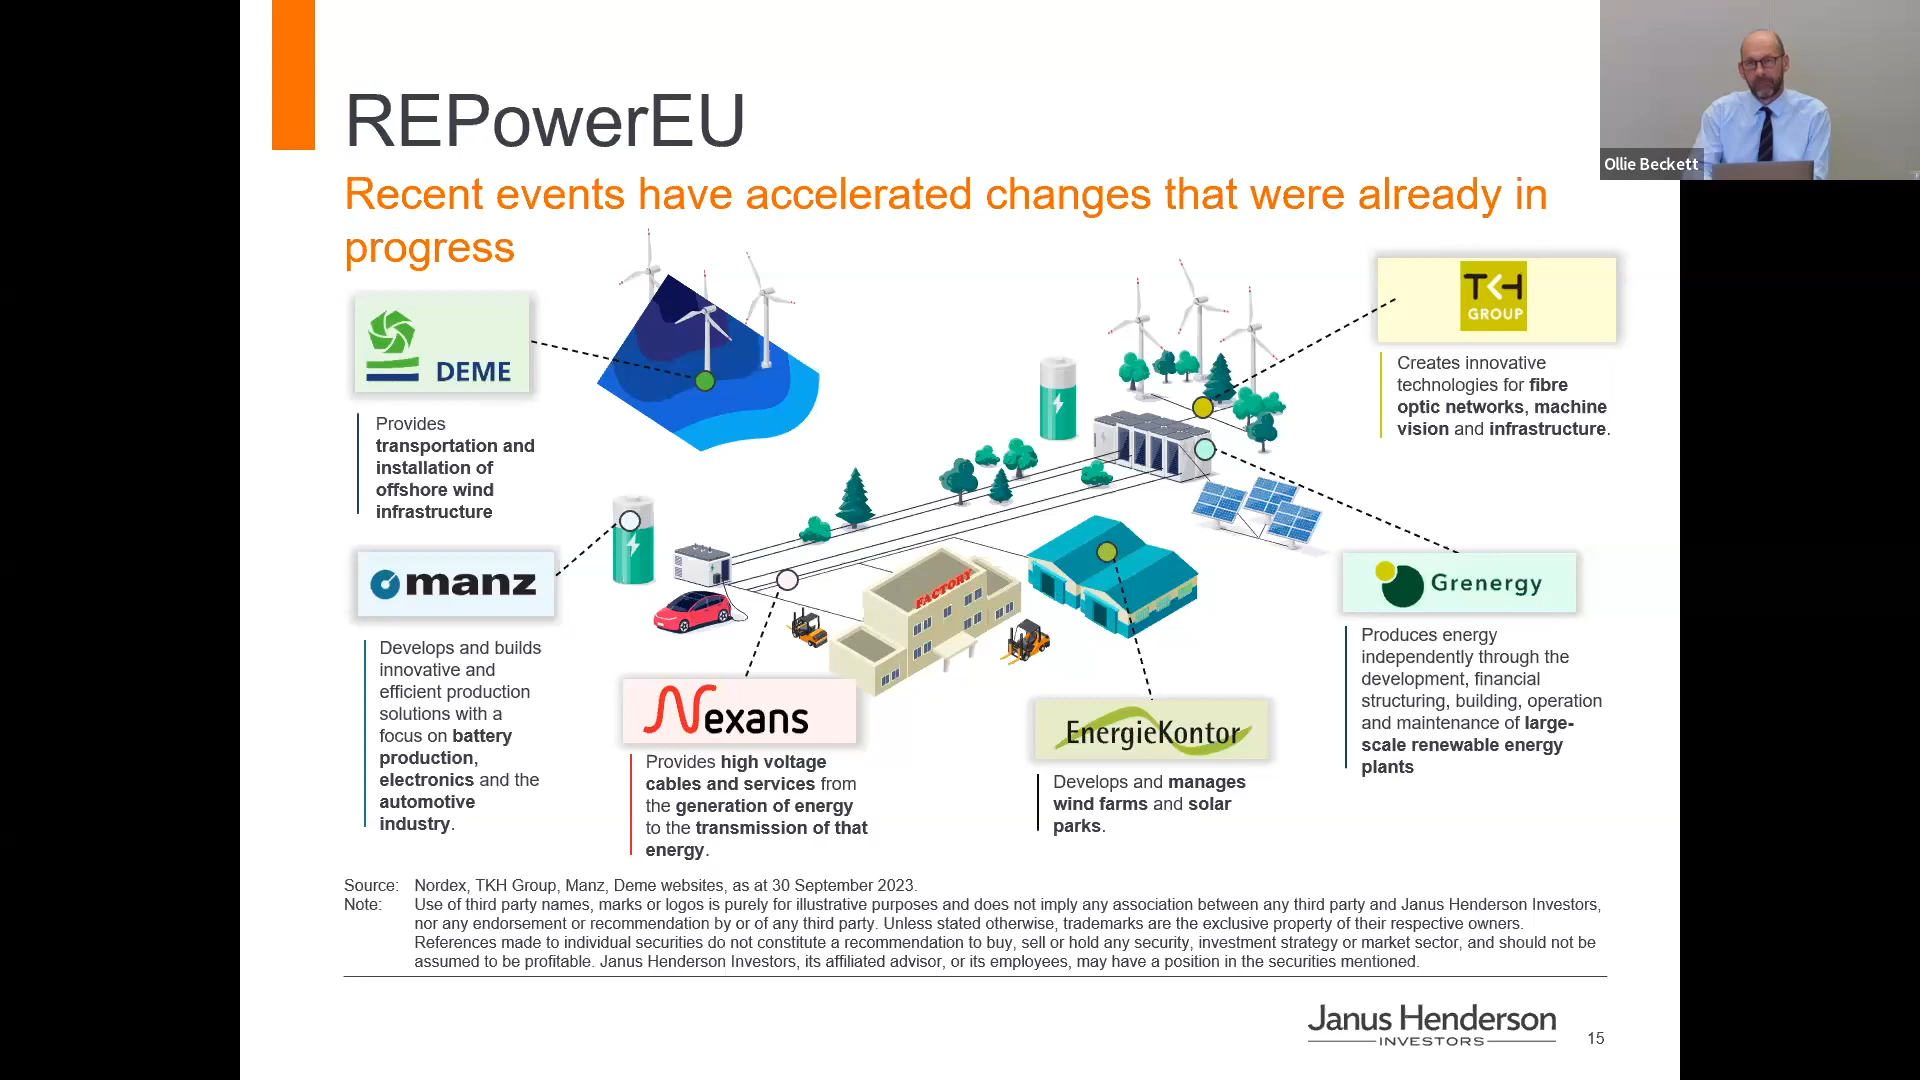 REPowerEU
Recent events have accelerated changes that were already in
progress
Ollie Beckett
DEME
Provides
transportation and
installation of
offshore wind
infrastructure
manz
Develops and builds
innovative and
efficient production
solutions with a
focus on battery
production,
electronics and the
automotive
industry.
FACTORY
Nexans
Provides high voltage
cables and services from
the generation of energy
to the transmission of that
energy.
EnergieKontor
Develops and manages
wind farms and solar
parks.
TKH
GROUP
Creates innovative
technologies for fibre
optic networks, machine
vision and infrastructure.
Grenergy
Produces energy
independently through the
development, financial
structuring, building, operation
and maintenance of large-
scale renewable energy
plants
Source: Nordex, TKH Group, Manz, Deme websites, as at 30 September 2023.
Note: Use of third party names, marks or logos is purely for illustrative purposes and does not imply any association between any third party and Janus Henderson Investors,
nor any endorsement or recommendation by or of any third party. Unless stated otherwise, trademarks are the exclusive property of their respective owners.
References made to individual securities do not constitute a recommendation to buy, sell or hold any security, investment strategy or market sector, and should not be
assumed to be profitable. Janus Henderson Investors, its affiliated advisor, or its employees, may have a position in the securities mentioned.
Janus Henderson
INVESTORS
15